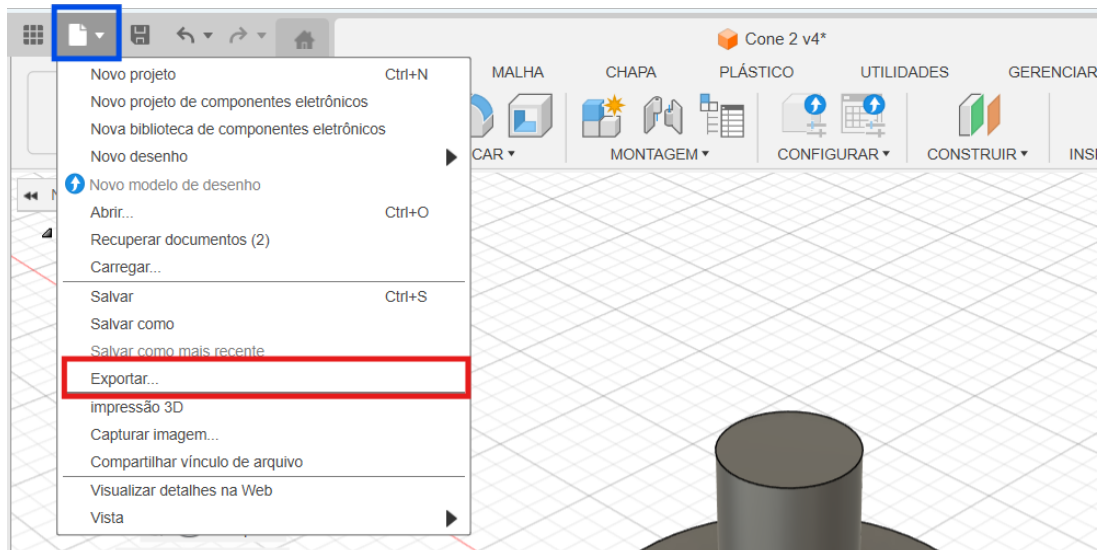 Cone 2 v4*
MALHA CHAPA PLÁSTICO UTILIDADES GERENCIAR
MONTAGEM CONFIGURAR CONSTRUIR
Novo projeto Ctrl+N
Novo projeto de componentes eletrônicos
Nova biblioteca de componentes eletrônicos
Novo desenho
Novo modelo de desenho
Abrir... Ctrl+O
Recuperar documentos (2)
Carregar...
Salvar Ctrl+S
Salvar como
Salvar como mais recente
Exportar...
impressão 3D
Capturar imagem...
Compartilhar vínculo de arquivo
Visualizar detalhes na Web
Vista